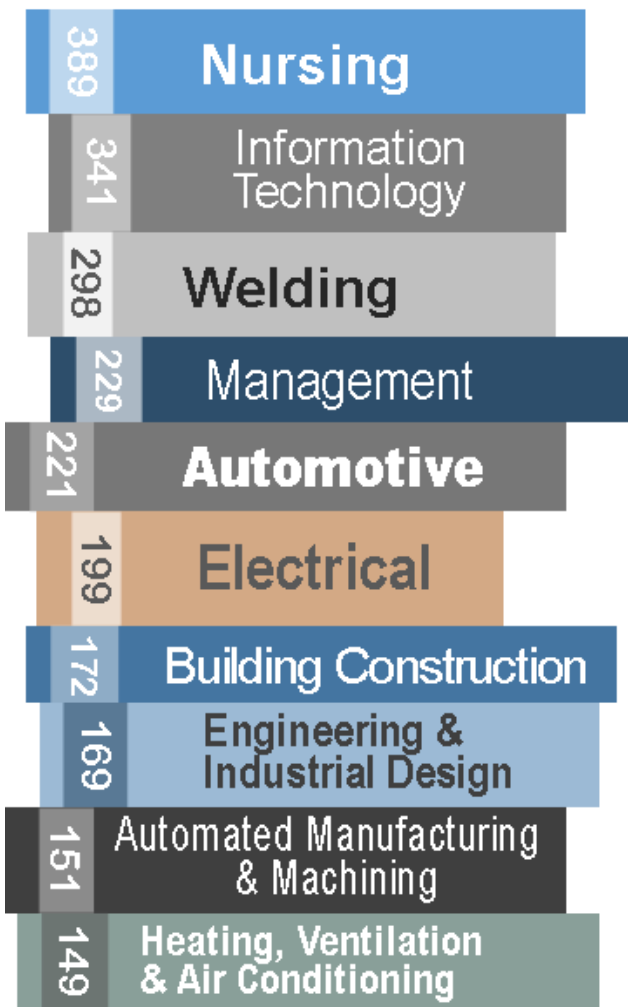 389
Nursing
341
Information
Technology
298
Welding
229
Management
221
Automotive
199
Electrical
172
Building Construction
169
Engineering &
Industrial Design
151
Automated Manufacturing
& Machining
149
Heating, Ventilation
& Air Conditioning